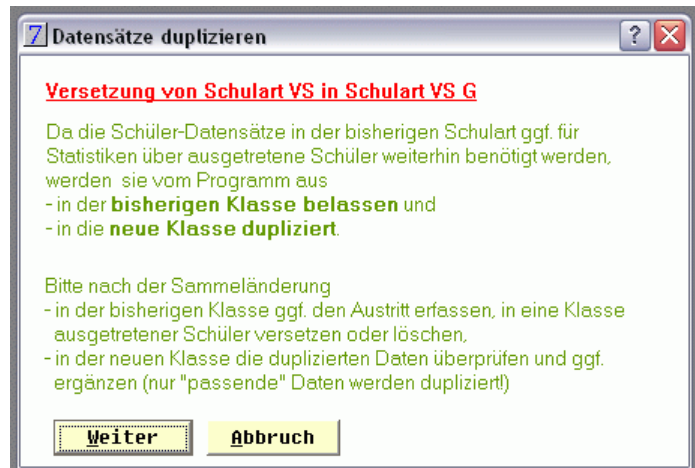 7 Datensätze duplizieren ?
Versetzung von Schulart VS in Schulart VS G
Da die Schüler-Datensätze in der bisherigen Schulart ggf. für
Statistiken über ausgetretene Schüler weiterhin benötigt werden,
werden sie vom Programm aus
- in der bisherigen Klasse belassen und
- in die neue Klasse dupliziert.
Bitte nach der Sammeländerung
- in der bisherigen Klasse ggf. den Austritt erfassen, in eine Klasse
ausgetretener Schüler versetzen oder löschen,
- in der neuen Klasse die duplizierten Daten überprüfen und ggf.
ergänzen (nur "passende" Daten werden dupliziert!)
Weiter Abbruch